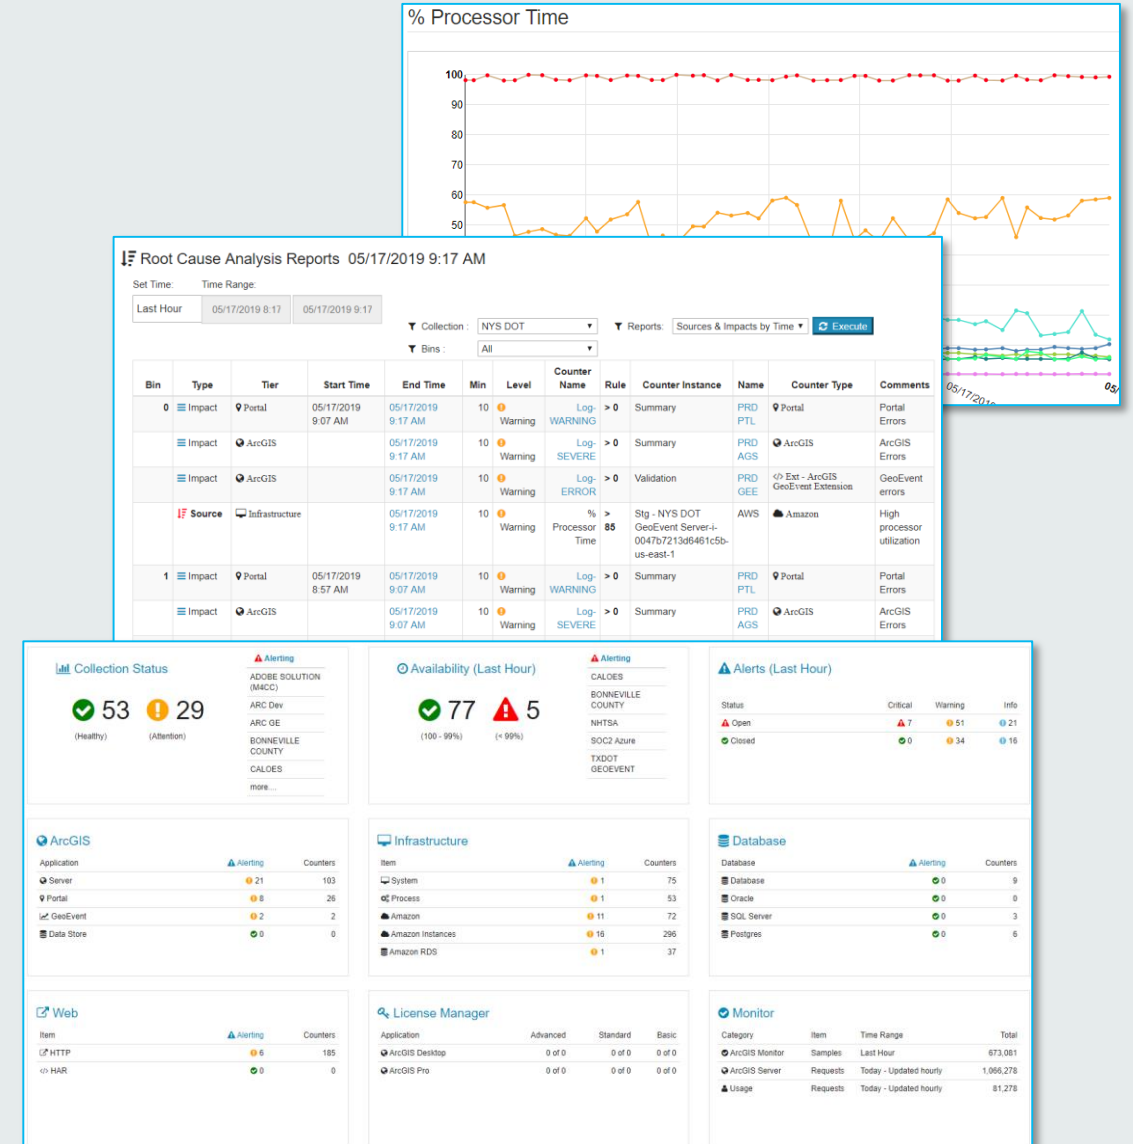 % Processor Time
100
90
80
70
60
50
05/17/2019
05/
Root Cause Analysis Reports 05/17/2019 9:17 AM
Set Time: Time Range:
Last Hour 05/17/2019 8:17 05/17/2019 9:17
Collection : NYS DOT Reports: Sources & Impacts by Time Execute
Bins : All
Bin Type Tier Start Time End Time Min Level Counter Name Rule Counter Instance Name Counter Type Comments
0 Impact Portal 05/17/2019 9:07 AM 05/17/2019 9:17 AM 10 Warning Log-WARNING > 0 Summary PRD PTL Portal Portal Errors
Impact ArcGIS 05/17/2019 9:17 AM 10 Warning Log-SEVERE > 0 Summary PRD AGS ArcGIS ArcGIS Errors
Impact ArcGIS 05/17/2019 9:17 AM 10 Warning Log-ERROR > 0 Validation PRD GEE </> Ext - ArcGIS GeoEvent Extension GeoEvent errors
Source Infrastructure 05/17/2019 9:17 AM 10 Warning % Processor Time > 85 Stg - NYS DOT GeoEvent Server-i-0047b7213d6461c5b-us-east-1 AWS Amazon High processor utilization
1 Impact Portal 05/17/2019 8:57 AM 05/17/2019 9:07 AM 10 Warning Log-WARNING > 0 Summary PRD PTL Portal Portal Errors
Impact ArcGIS 05/17/2019 9:07 AM 10 Warning Log-SEVERE > 0 Summary PRD AGS ArcGIS ArcGIS Errors
Collection Status
53 29
(Healthy) (Attention)
Alerting
ADOBE SOLUTION
(M4CC)
ARC Dev
ARC GE
BONNEVILLE
COUNTY
CALOES
more...
Availability (Last Hour)
77 5
(100 - 99%) (< 99%)
Alerting
CALOES
BONNEVILLE
COUNTY
NHTSA
SOC2 Azure
TXDOT
GEOEVENT
Alerts (Last Hour)
Status Critical Warning Info
Open 7 51 21
Closed 0 34 16
ArcGIS
Application Alerting Counters
Server 21 103
Portal 8 26
GeoEvent 2 2
Data Store 0 0
Infrastructure
Item Alerting Counters
System 1 75
Process 1 53
Amazon 11 72
Amazon Instances 16 296
Amazon RDS 1 37
Database
Database Alerting Counters
Database 0 9
Oracle 0 0
SQL Server 0 3
Postgres 0 6
Web
Item Alerting Counters
HTTP 6 185
</> HAR 0 0
License Manager
Application Advanced Standard Basic
ArcGIS Desktop 0 of 0 0 of 0 0 of 0
ArcGIS Pro 0 of 0 0 of 0 0 of 0
Monitor
Category Item Time Range Total
ArcGIS Monitor Samples Last Hour 673,081
ArcGIS Server Requests Today - Updated hourly 1,066,278
Usage Requests Today - Updated hourly 81,278